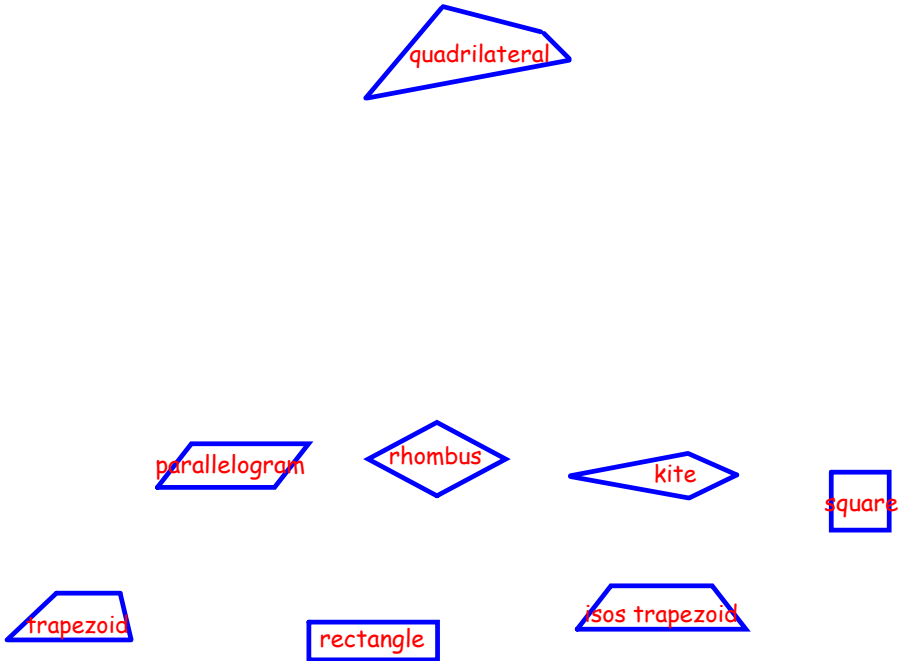 quadrilateral
parallelogram
rhombus
kite
square
trapezoid
rectangle
isos trapezoid